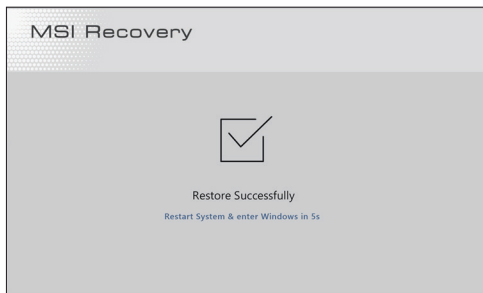 MSI Recovery
Restore Successfully
Restart System & enter Windows in 5s